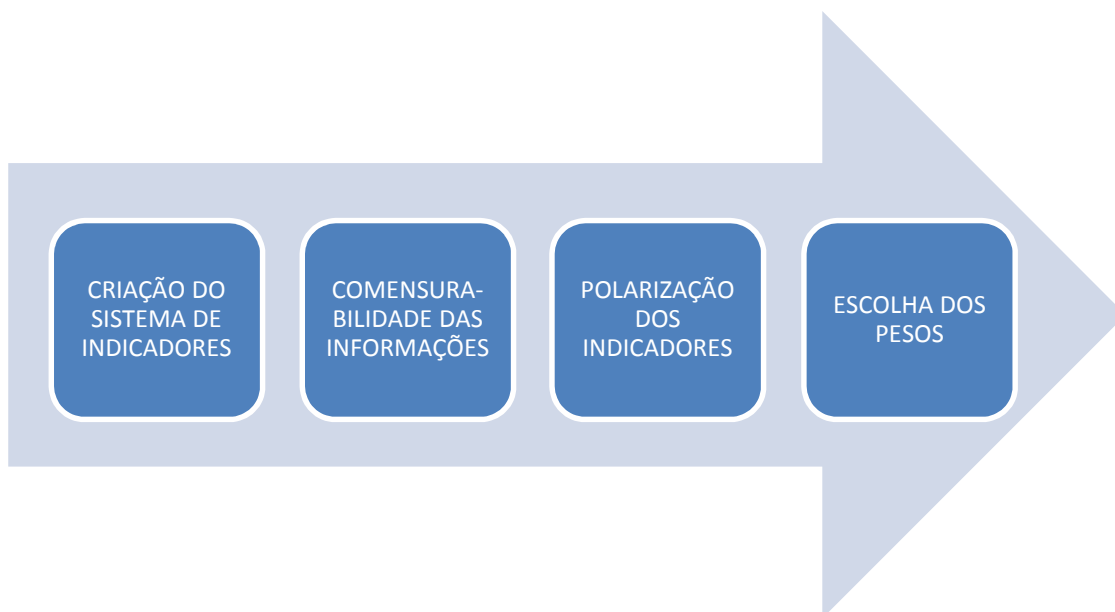 CRIAÇÃO DO
SISTEMA DE
INDICADORES
COMENSURA-
BILIDADE DAS
INFORMAÇÕES
POLARIZAÇÃO
DOS
INDICADORES
ESCOLHA DOS
PESOS